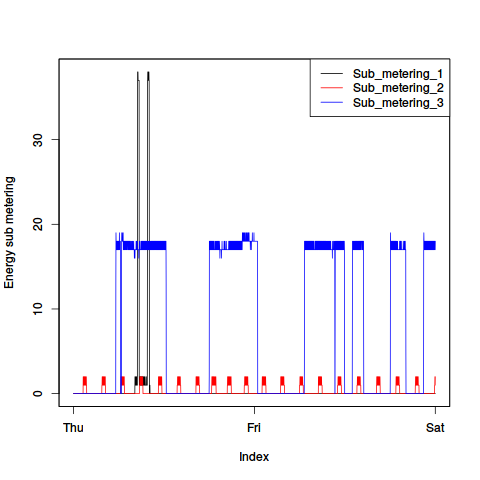 Sub_metering_1
Sub_metering_2
Sub_metering_3
Energy sub metering
30
20
10
0
Thu Fri Sat
Index